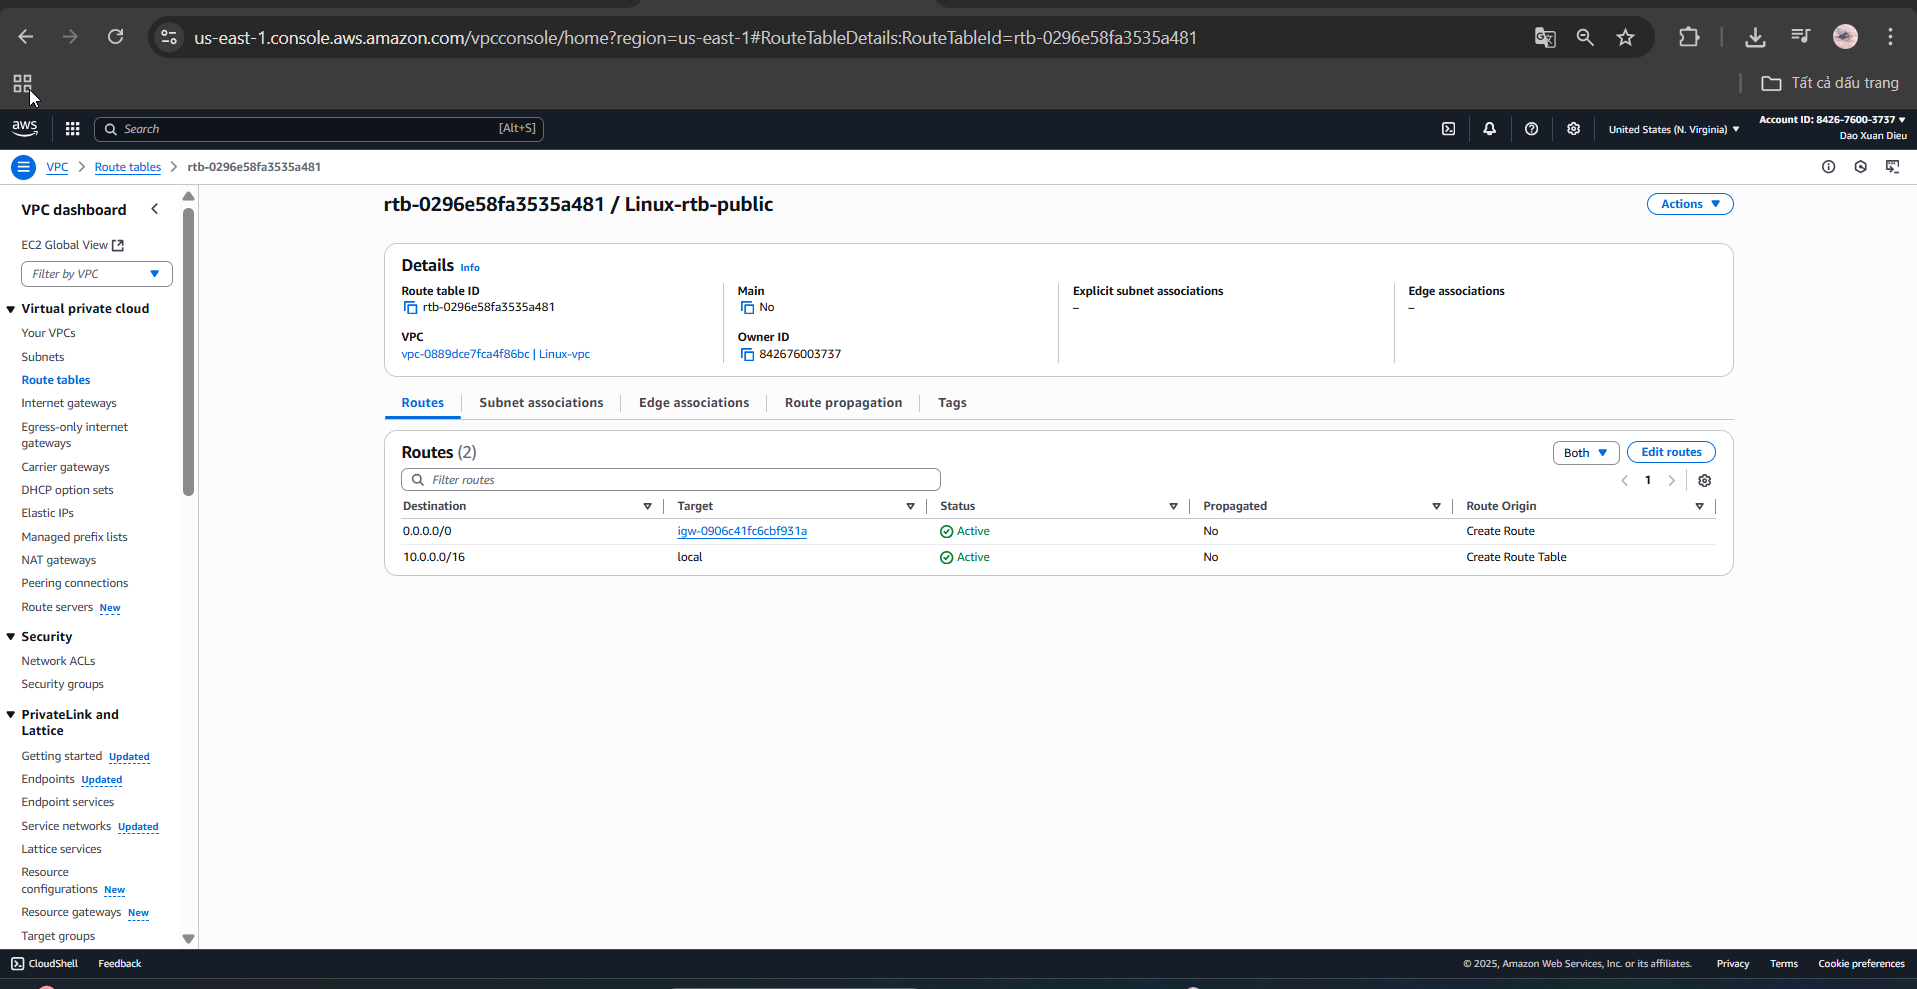 us-east-1.console.aws.amazon.com/vpcconsole/home?region=us-east-1#RouteTableDetails:RouteTableId=rtb-0296e58fa3535a481
Tất cả dấu trang
aws
Search
[Alt+S]
United States (N. Virginia)
Account ID: 8426-7600-3737
Dao Xuan Dieu
VPC
Route tables
rtb-0296e58fa3535a481
VPC dashboard
EC2 Global View
Filter by VPC
Virtual private cloud
Your VPCs
Subnets
Route tables
Internet gateways
Egress-only internet
gateways
Carrier gateways
DHCP option sets
Elastic IPs
Managed prefix lists
NAT gateways
Peering connections
Route servers New
Security
Network ACLs
Security groups
PrivateLink and
Lattice
Getting started Updated
Endpoints Updated
Endpoint services
Service networks Updated
Lattice services
Resource
configurations New
Resource gateways New
Target groups
rtb-0296e58fa3535a481 / Linux-rtb-public
Actions
Details Info
Route table ID
rtb-0296e58fa3535a481
VPC
vpc-0889dce7fca4f86bc | Linux-vpc
Main
No
Owner ID
842676003737
Explicit subnet associations
–
Edge associations
–
Routes
Subnet associations
Edge associations
Route propagation
Tags
Routes (2)
Both
Edit routes
Filter routes
1
Destination Target Status Propagated Route Origin
0.0.0.0/0 igw-0906c41fc6cbf931a Active No Create Route
10.0.0.0/16 local Active No Create Route Table
CloudShell
Feedback
© 2025, Amazon Web Services, Inc. or its affiliates.
Privacy
Terms
Cookie preferences